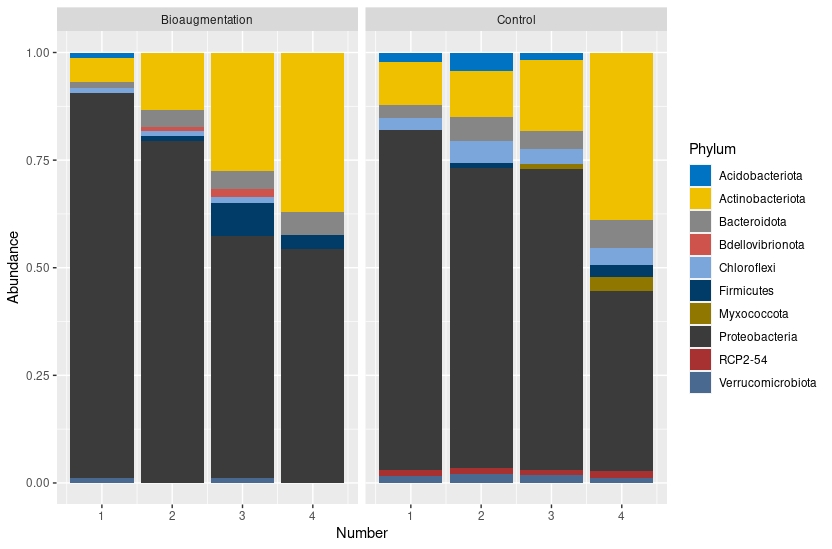 Bioaugmentation Control
1.00
0.75
0.50
0.25
0.00
Abundance
1 2 3 4 1 2 3 4
Number
Phylum
Acidobacteriota
Actinobacteriota
Bacteroidota
Bdellovibrionota
Chloroflexi
Firmicutes
Myxococcota
Proteobacteria
RCP2-54
Verrucomicrobiota